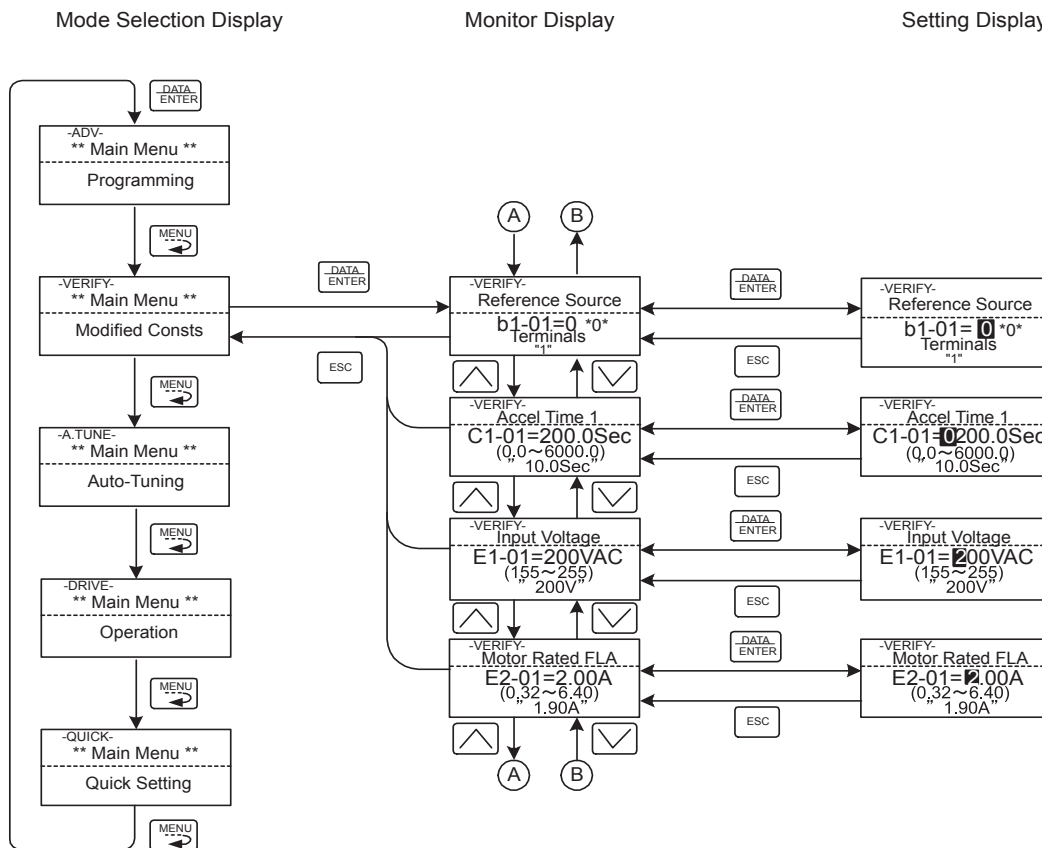 Mode Selection Display
Monitor Display
Setting Display
DATA
ENTER
-ADV-
** Main Menu **
Programming
MENU
-VERIFY-
** Main Menu **
Modified Consts
MENU
-A.TUNE-
** Main Menu **
Auto-Tuning
MENU
-DRIVE-
** Main Menu **
Operation
MENU
-QUICK-
** Main Menu **
Quick Setting
MENU
DATA
ENTER
ESC
A
B
-VERIFY-
Reference Source
b1-01=0 *0*
Terminals
"1"
-VERIFY-
Accel Time 1
C1-01=200.0Sec
(0.0~6000.0)
” 10.0Sec”
-VERIFY-
Input Voltage
E1-01=200VAC
(155~255)
” 200V”
-VERIFY-
Motor Rated FLA
E2-01=2.00A
(0.32~6.40)
” 1.90A”
A
B
DATA
ENTER
ESC
DATA
ENTER
ESC
DATA
ENTER
ESC
DATA
ENTER
ESC
-VERIFY-
Reference Source
b1-01= 0 *0*
Terminals
"1"
-VERIFY-
Accel Time 1
C1-01=0200.0Sec
(0.0~6000.0)
” 10.0Sec”
-VERIFY-
Input Voltage
E1-01=200VAC
(155~255)
” 200V”
-VERIFY-
Motor Rated FLA
E2-01=2.00A
(0.32~6.40)
” 1.90A”